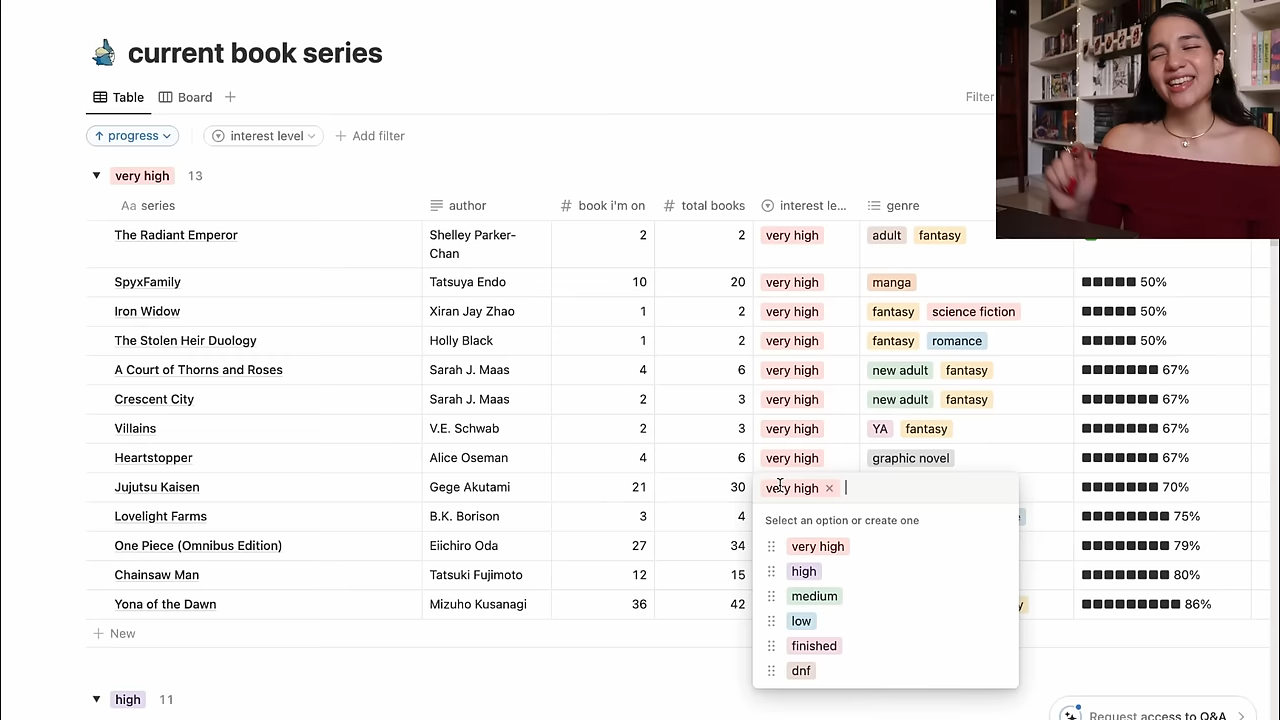 current book series
Table Board
Filter
progress interest level Add filter
very high 13
Aa series author # book i'm on # total books interest le... genre
The Radiant Emperor Shelley Parker-Chan 2 2 very high adult fantasy
SpyxFamily Tatsuya Endo 10 20 very high manga 50%
Iron Widow Xiran Jay Zhao 1 2 very high fantasy science fiction 50%
The Stolen Heir Duology Holly Black 1 2 very high fantasy romance 50%
A Court of Thorns and Roses Sarah J. Maas 4 6 very high new adult fantasy 67%
Crescent City Sarah J. Maas 2 3 very high new adult fantasy 67%
Villains V.E. Schwab 2 3 very high YA fantasy 67%
Heartstopper Alice Oseman 4 6 very high graphic novel 67%
Jujutsu Kaisen Gege Akutami 21 30 very high × 70%
Lovelight Farms B.K. Borison 3 4 75%
One Piece (Omnibus Edition) Eiichiro Oda 27 34 79%
Chainsaw Man Tatsuki Fujimoto 12 15 80%
Yona of the Dawn Mizuho Kusanagi 36 42 y 86%
Select an option or create one
very high
high
medium
low
finished
dnf
+ New
high 11
Request access to Q&A